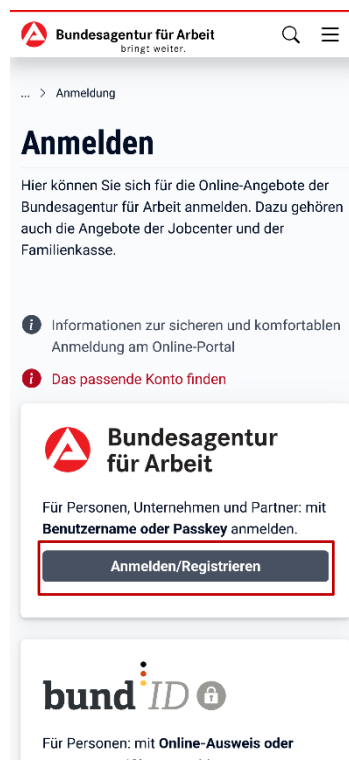 Bundesagentur für Arbeit
bringt weiter.
... > Anmeldung
Anmelden
Hier können Sie sich für die Online-Angebote der
Bundesagentur für Arbeit anmelden. Dazu gehören
auch die Angebote der Jobcenter und der
Familienkasse.
Informationen zur sicheren und komfortablen
Anmeldung am Online-Portal
Das passende Konto finden
Bundesagentur
für Arbeit
Für Personen, Unternehmen und Partner: mit
Benutzername oder Passkey anmelden.
Anmelden/Registrieren
bund ID
Für Personen: mit Online-Ausweis oder